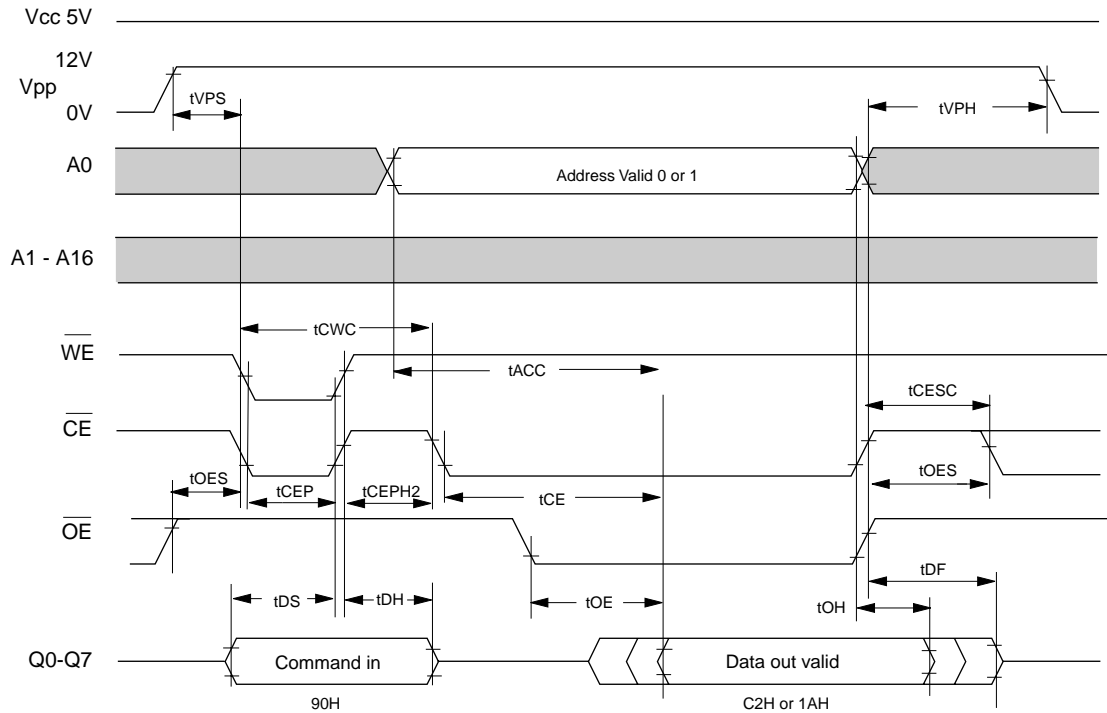 Vcc 5V
12V
Vpp
0V
tVPS
tVPH
A0
Address Valid 0 or 1
A1 - A16
tCWC
WE
tACC
tCESC
CE
tOES
tCEP
tCEPH2
tCE
tOES
OE
tDF
tDS
tDH
tOE
tOH
Q0-Q7
Command in
Data out valid
90H
C2H or 1AH